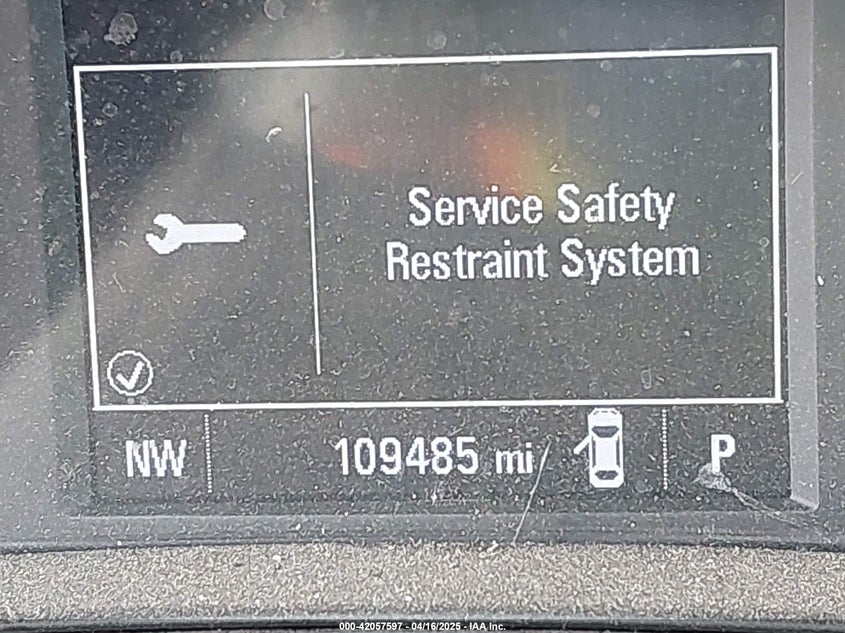 Service Safety
Restraint System
NW
109485 mi
P
000-42057597 - 04/16/2025 - IAA Inc.